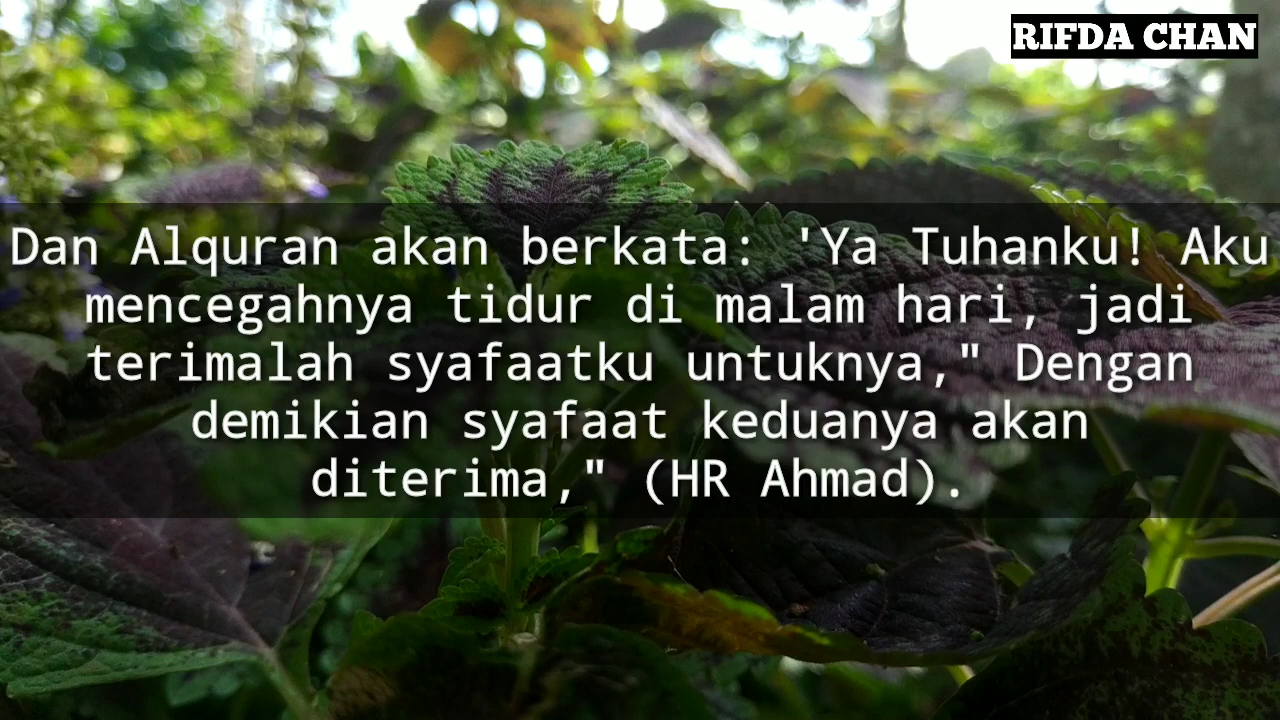 RIFDA CHAN
Dan Alquran akan berkata: 'Ya Tuhanku! Aku
mencegahnya tidur di malam hari, jadi
terimalah syafaatku untuknya," Dengan
demikian syafaat keduanya akan
diterima," (HR Ahmad).